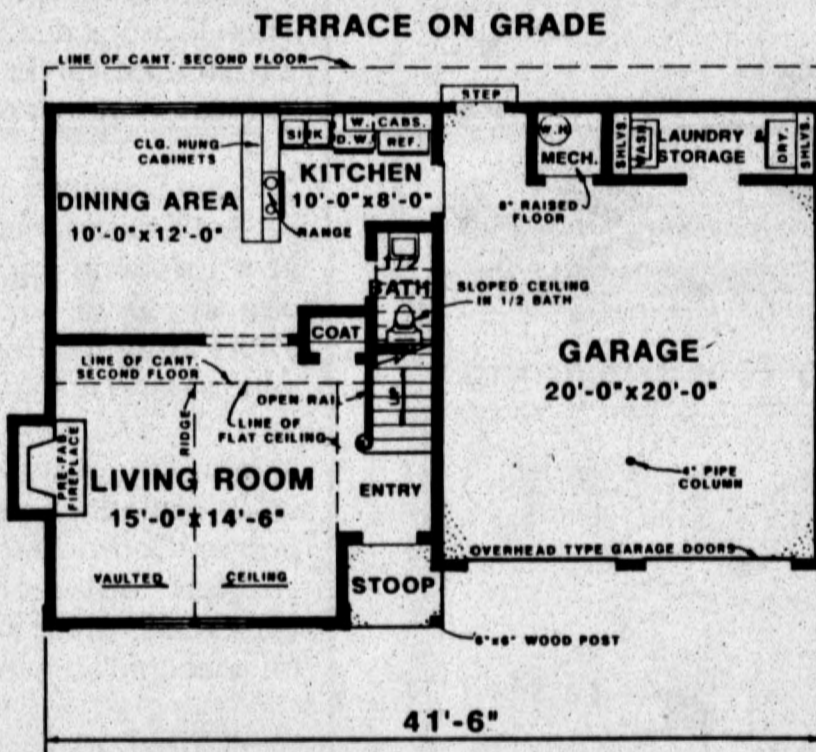 TERRACE ON GRADE
LINE OF CANT. SECOND FLOOR
STEP
W. CABS.
SINK
D.W.
REF.
CLG. HUNG
CABINETS
KITCHEN
10'-0"x8'-0"
RANGE
DINING AREA
10'-0"x12'-0"
W.H.
MECH.
SHLVS.
WASH
LAUNDRY &
STORAGE
DRY.
SHLVS.
8" RAISED
FLOOR
1/2
BATH
SLOPED CEILING
IN 1/2 BATH
COAT
GARAGE
20'-0"x20'-0"
LINE OF CANT.
SECOND FLOOR
OPEN RAIL
UP
RIDGE
LINE OF
FLAT CEILING
PRE-FAB.
FIREPLACE
LIVING ROOM
15'-0"x14'-6"
ENTRY
4" PIPE
COLUMN
VAULTED
CEILING
STOOP
OVERHEAD TYPE GARAGE DOORS
6"x6" WOOD POST
41'-6"